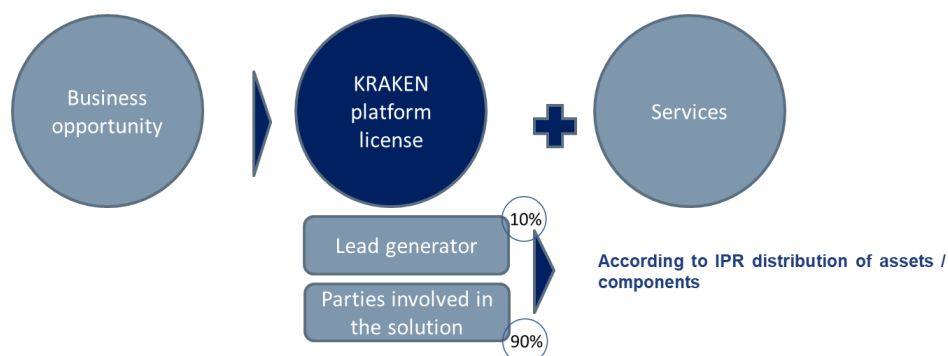 Business
opportunity
KRAKEN
platform
license
Services
10%
Lead generator
Parties involved in
the solution
90%
According to IPR distribution of assets /
components